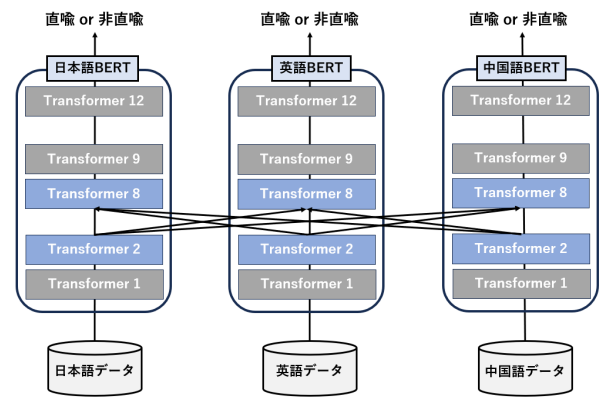 直喩 or 非直喩
直喩 or 非直喩
直喩 or 非直喩
日本語BERT
英語BERT
中国語BERT
Transformer 12
Transformer 12
Transformer 12
Transformer 9
Transformer 9
Transformer 9
Transformer 8
Transformer 8
Transformer 8
Transformer 2
Transformer 2
Transformer 2
Transformer 1
Transformer 1
Transformer 1
日本語データ
英語データ
中国語データ